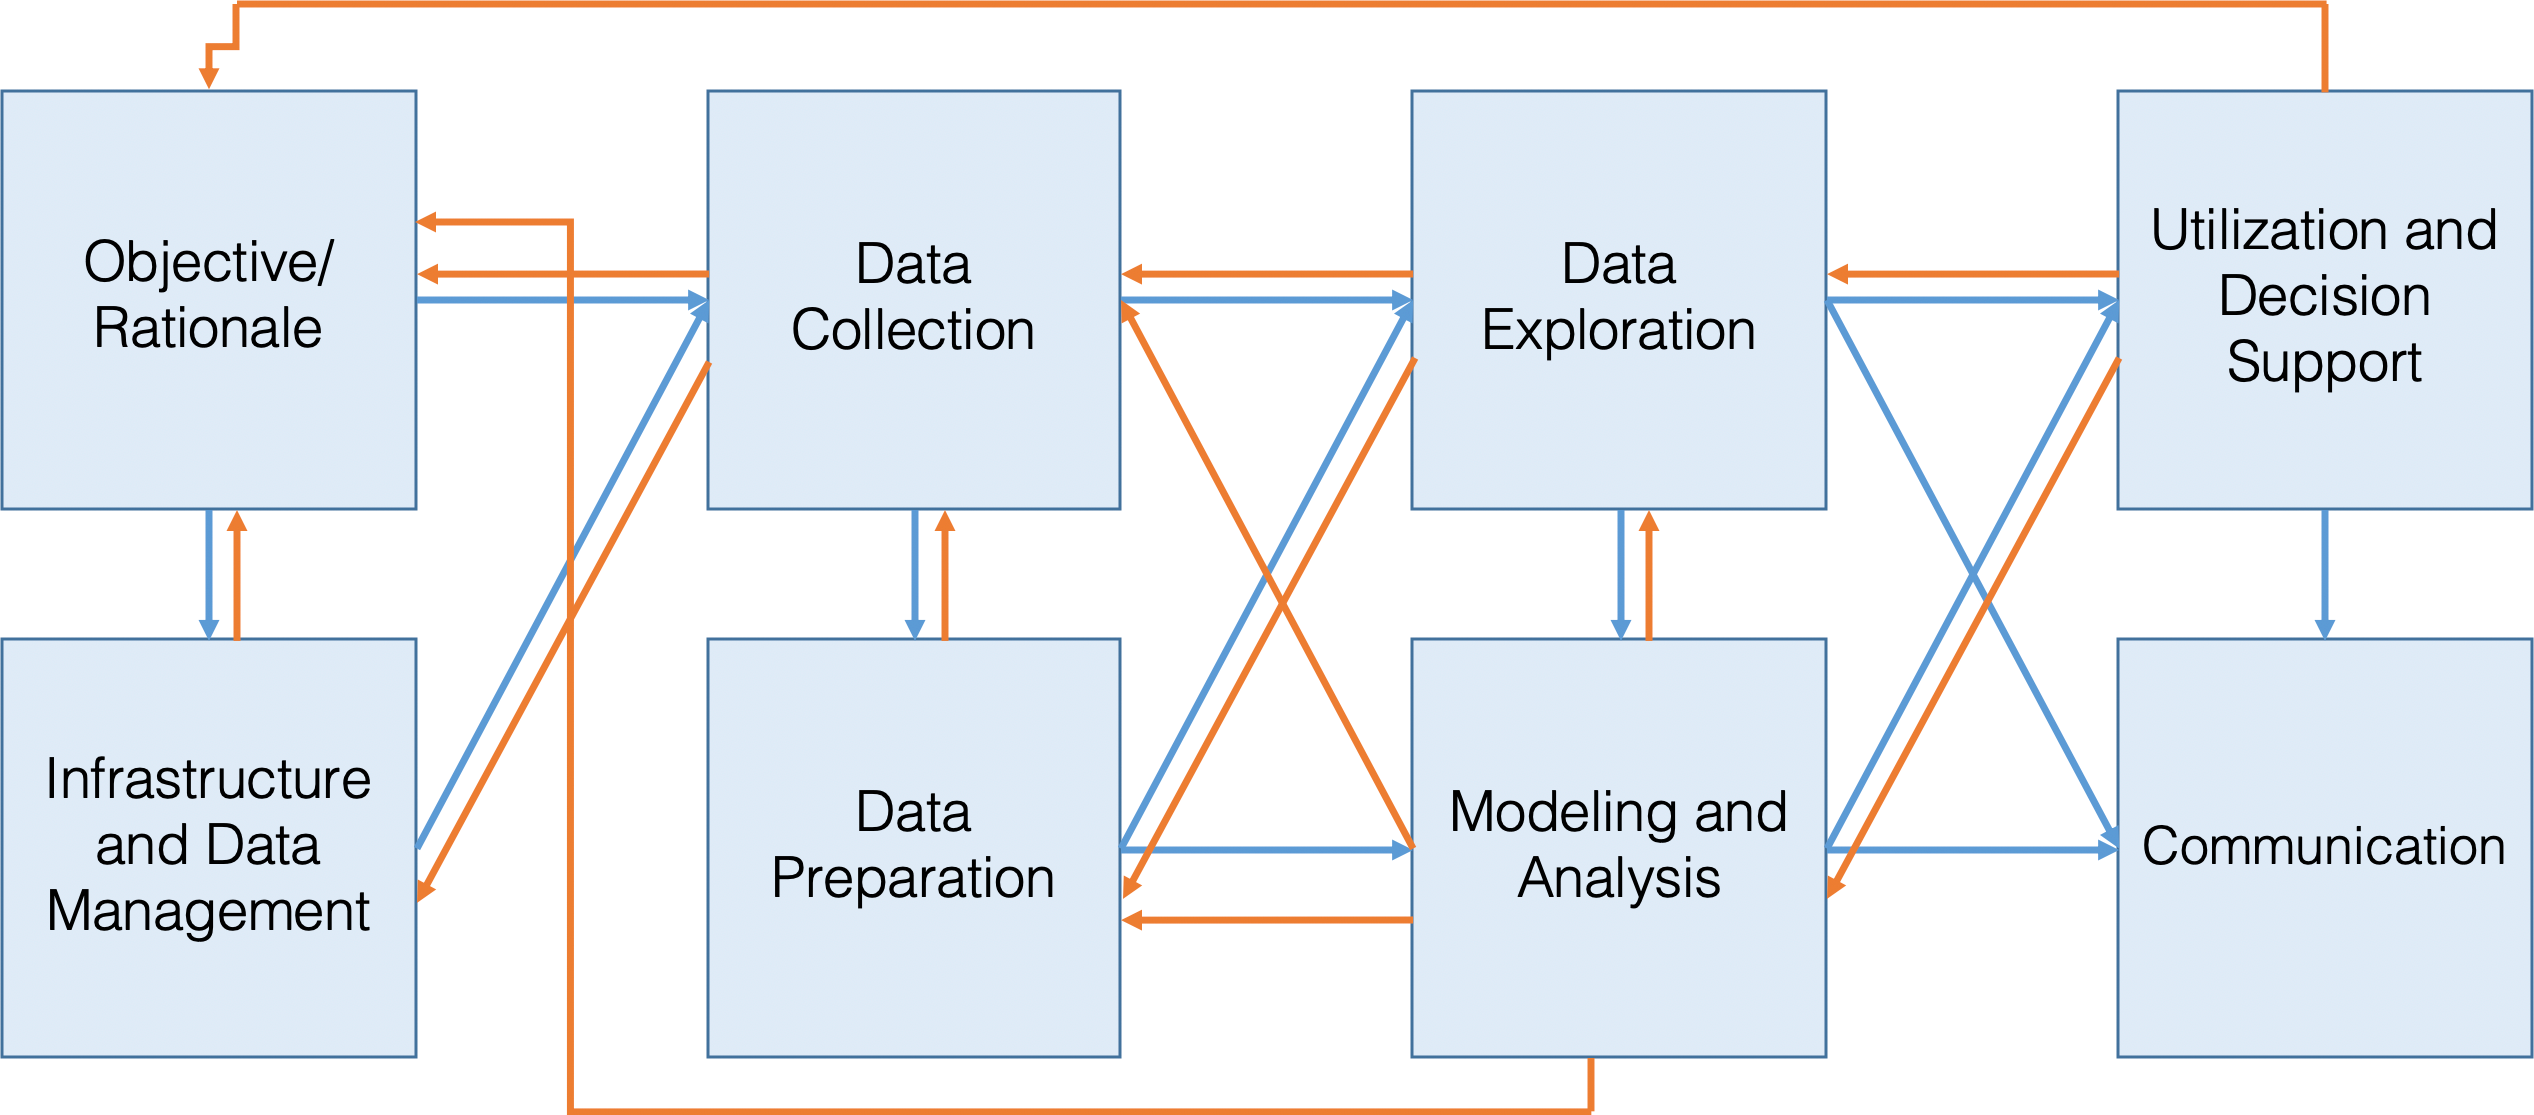 Objective/
Rationale
Data
Collection
Data
Exploration
Utilization and
Decision
Support
Infrastructure
and Data
Management
Data
Preparation
Modeling and
Analysis
Communication